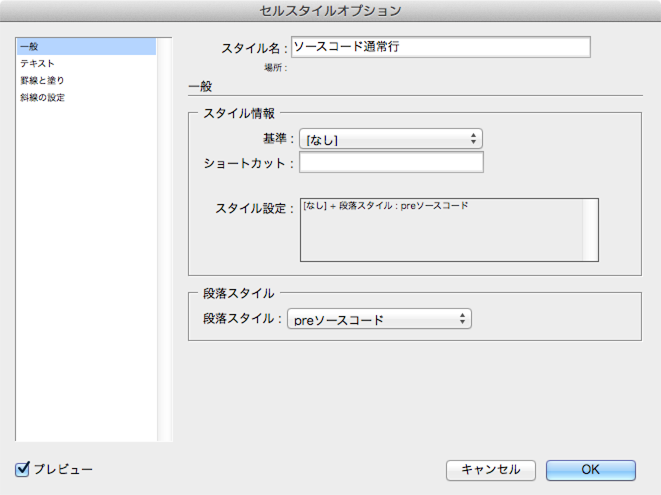 セルスタイルオプション
一般
テキスト
罫線と塗り
斜線の設定
スタイル名 : ソースコード通常行
場所 :
一般
スタイル情報
基準 : [なし]
ショートカット :
スタイル設定 : [なし] + 段落スタイル : preソースコード
段落スタイル
段落スタイル : preソースコード
プレビュー
キャンセル
OK